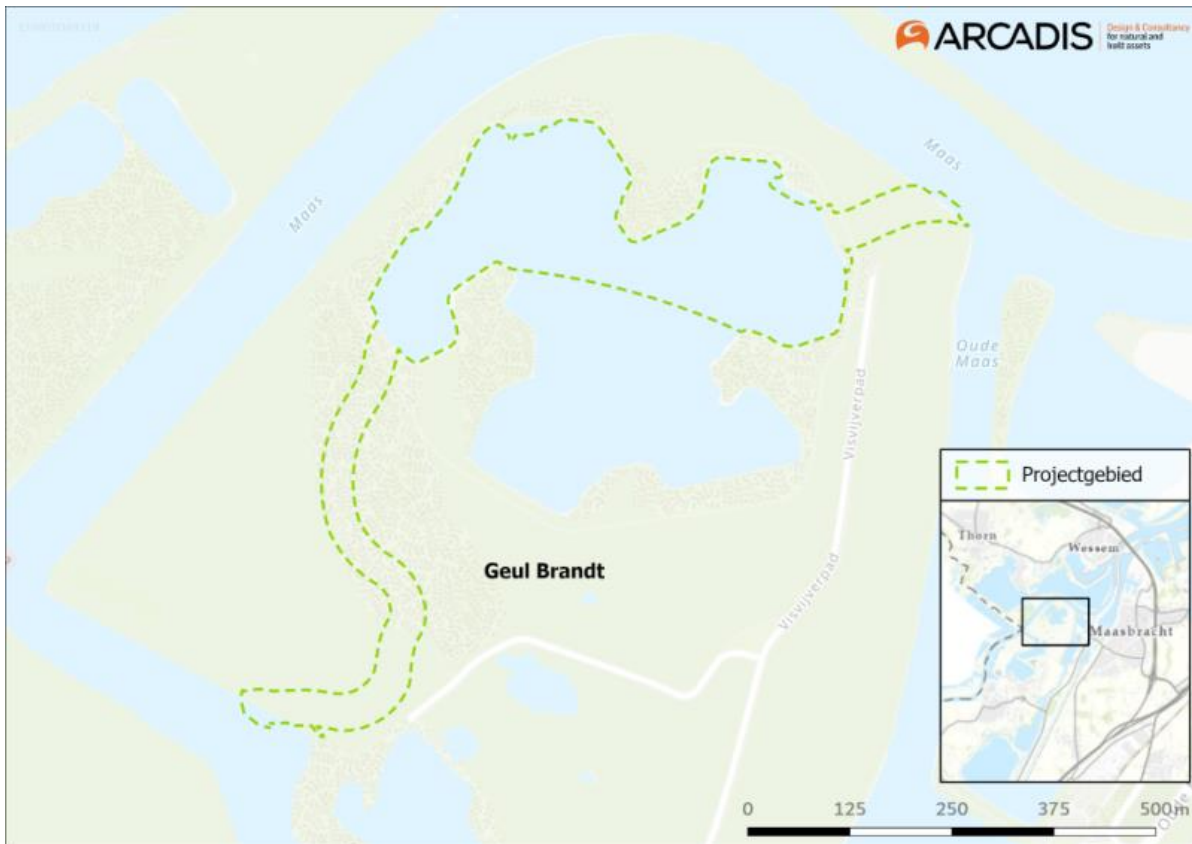 ARCADIS
Design & Consultancy
for natural and
built assets
Maas
Maas
Oude
Maas
Visvijverpad
Projectgebied
Thorn
Wessem
Maasbracht
Geul Brandt
Visvijverpad
0 125 250 375 500 m